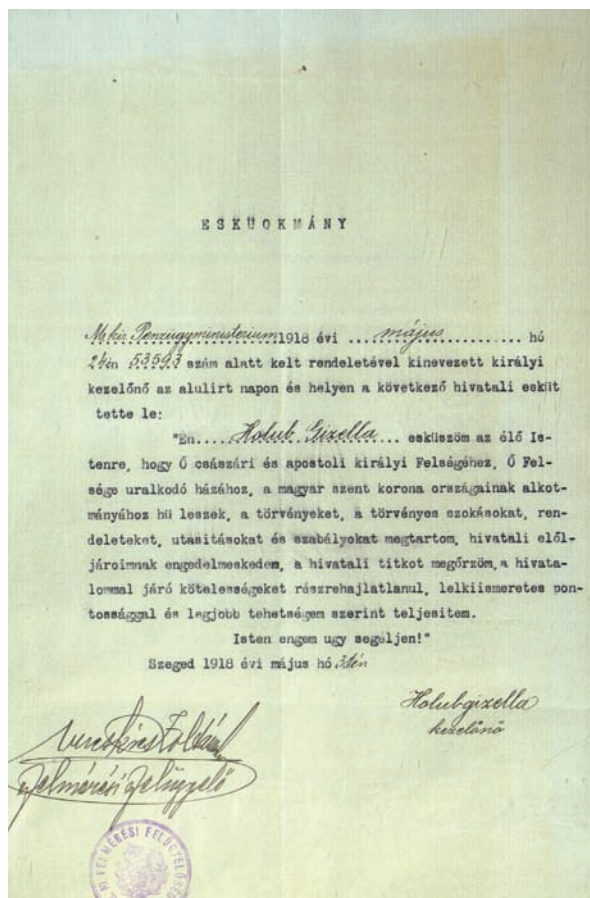 ESKÜOKMÁNY
M. kir. Pénzügyministerium 1918 évi ...május............ hó
24én 53593 szám alatt kelt rendeletével kinevezett királyi
kezelőnő az alulirt napon és helyen a következő hivatali esküt
tette le:
"Én.....Holub Gizella... esküszöm az élő Is-
tenre, hogy Ő császári és apostoli királyi Felségéhez, Ő Fel-
sége uralkodó házához, a magyar szent korona országainak alkot-
mányához hü leszek, a törvényeket, a törvényes szokásokat, ren-
deleteket, utasitásokat és szabályokat megtartom, hivatali elől-
jároimnak engedelmeskedem, a hivatali titkot megőrzöm, a hivata-
lommal járó kötelességeket részrehajlatlanul, lelkiismeretes pon-
tossággal és legjobb tehetségem szerint teljesitem.
Isten engem ugy segéljen!"
Szeged 1918 évi május hó 31én
Holub gizella
kezelőnő
Zoltán
felmérési felügyelő
FELMÉRÉSI